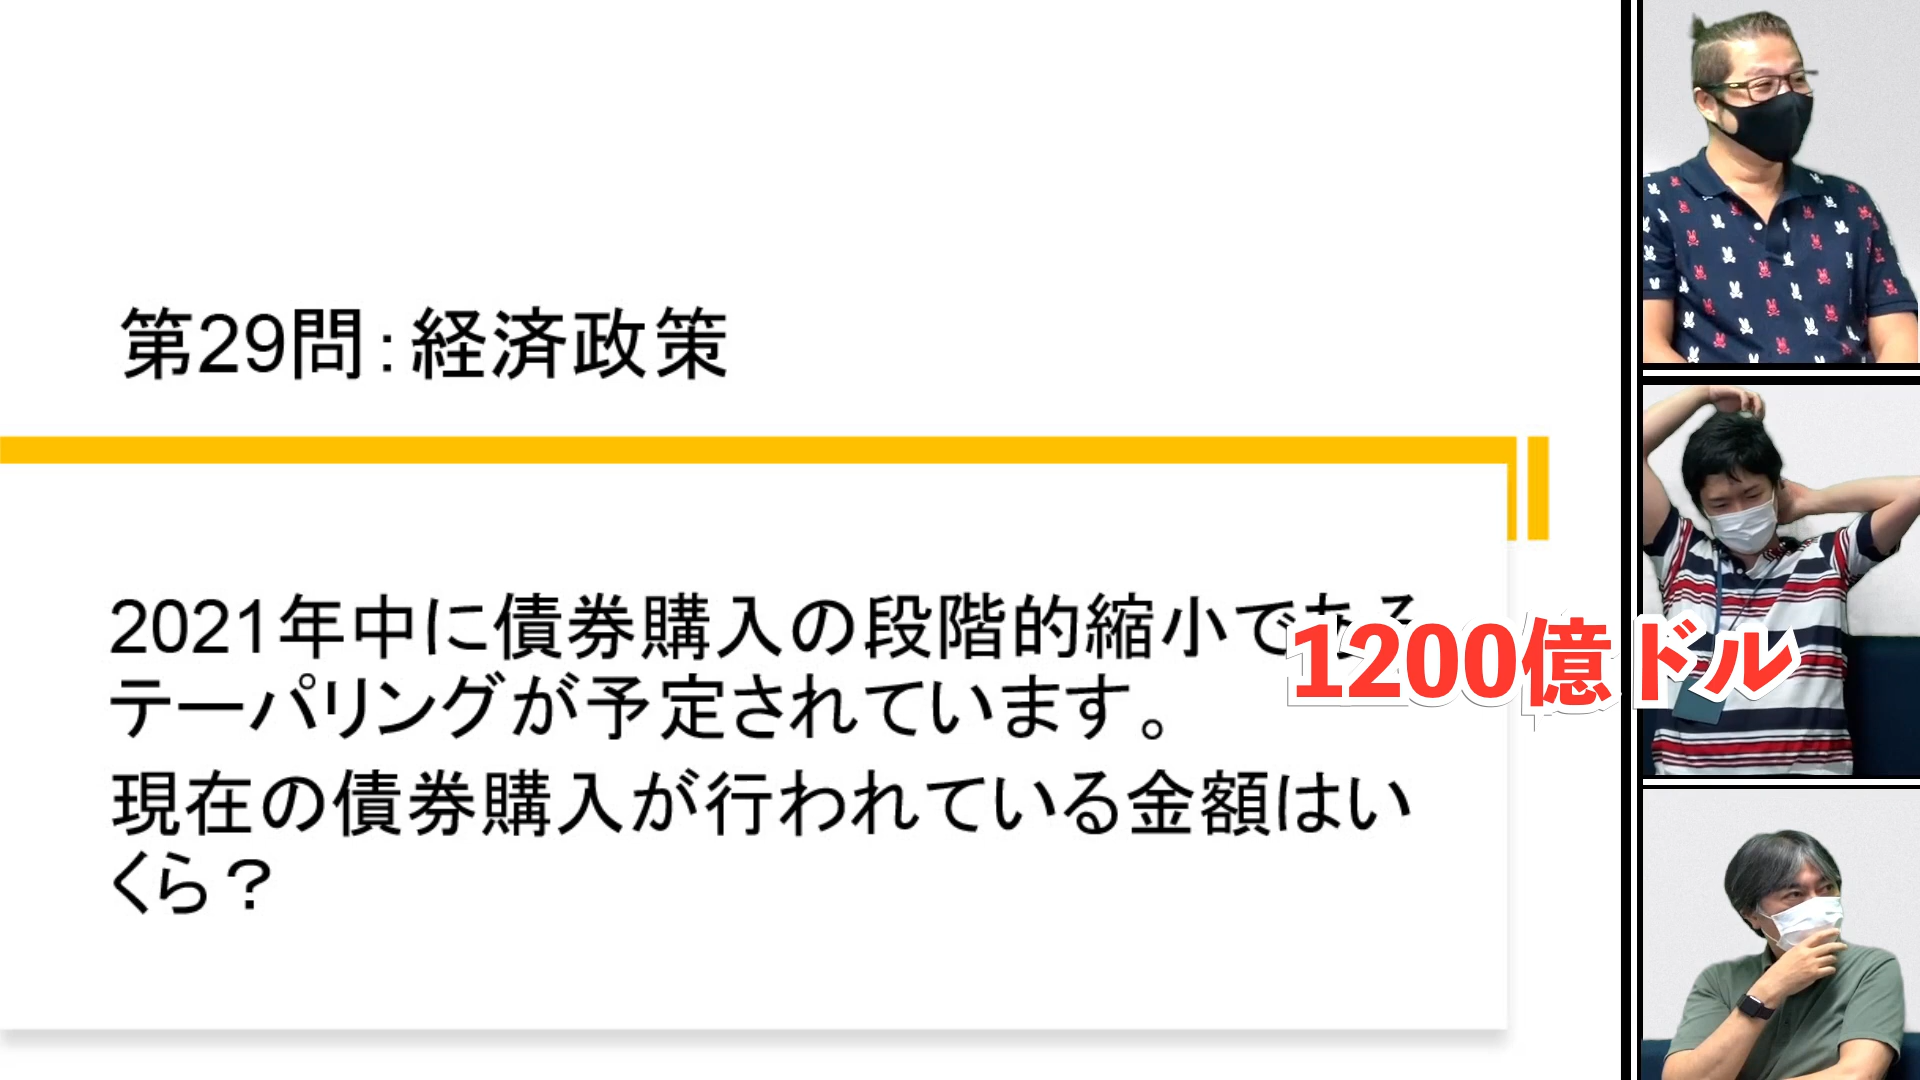 第29問：経済政策
2021年中に債券購入の段階的縮小である
テーパリングが予定されています。
1200億ドル
現在の債券購入が行われている金額はい
くら？